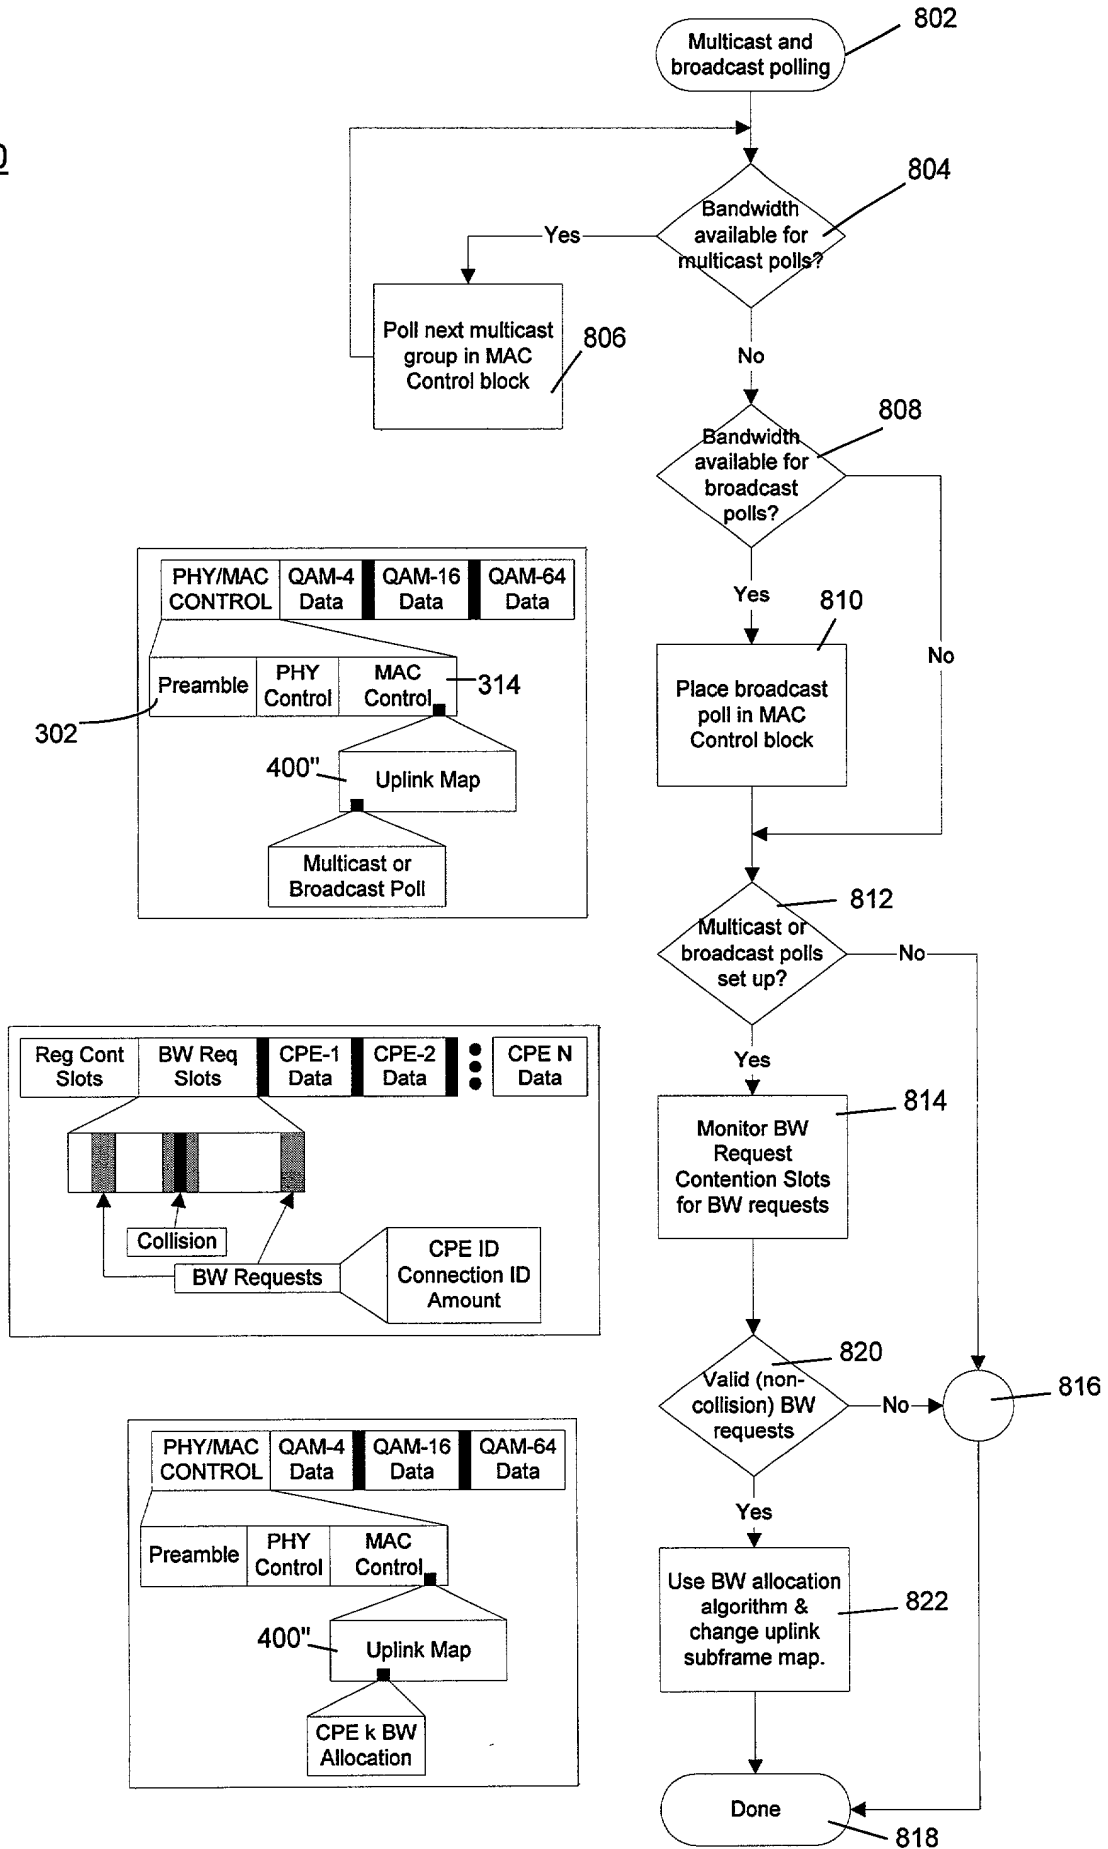 802
Multicast and
broadcast polling
0
804
Bandwidth
available for
multicast polls?
Yes
Poll next multicast
group in MAC
Control block
806
No
808
Bandwidth
available for
broadcast
polls?
Yes
No
810
Place broadcast
poll in MAC
Control block
PHY/MAC
CONTROL
QAM-4
Data
QAM-16
Data
QAM-64
Data
Preamble
PHY
Control
MAC
Control
314
302
400"
Uplink Map
Multicast or
Broadcast Poll
812
Multicast or
broadcast polls
set up?
No
Yes
Reg Cont
Slots
BW Req
Slots
CPE-1
Data
CPE-2
Data
CPE N
Data
Collision
BW Requests
CPE ID
Connection ID
Amount
814
Monitor BW
Request
Contention Slots
for BW requests
820
Valid (non-
collision) BW
requests
No
816
Yes
PHY/MAC
CONTROL
QAM-4
Data
QAM-16
Data
QAM-64
Data
Preamble
PHY
Control
MAC
Control
400"
Uplink Map
CPE k BW
Allocation
Use BW allocation
algorithm &
change uplink
subframe map.
822
Done
818